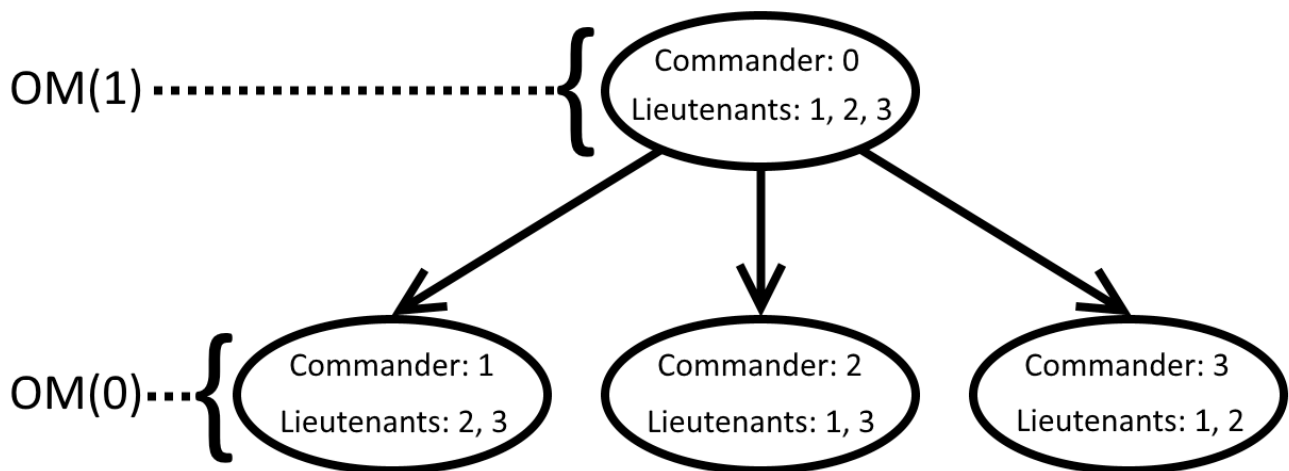 OM(1)
Commander: 0
Lieutenants: 1, 2, 3
OM(0)
Commander: 1
Lieutenants: 2, 3
Commander: 2
Lieutenants: 1, 3
Commander: 3
Lieutenants: 1, 2